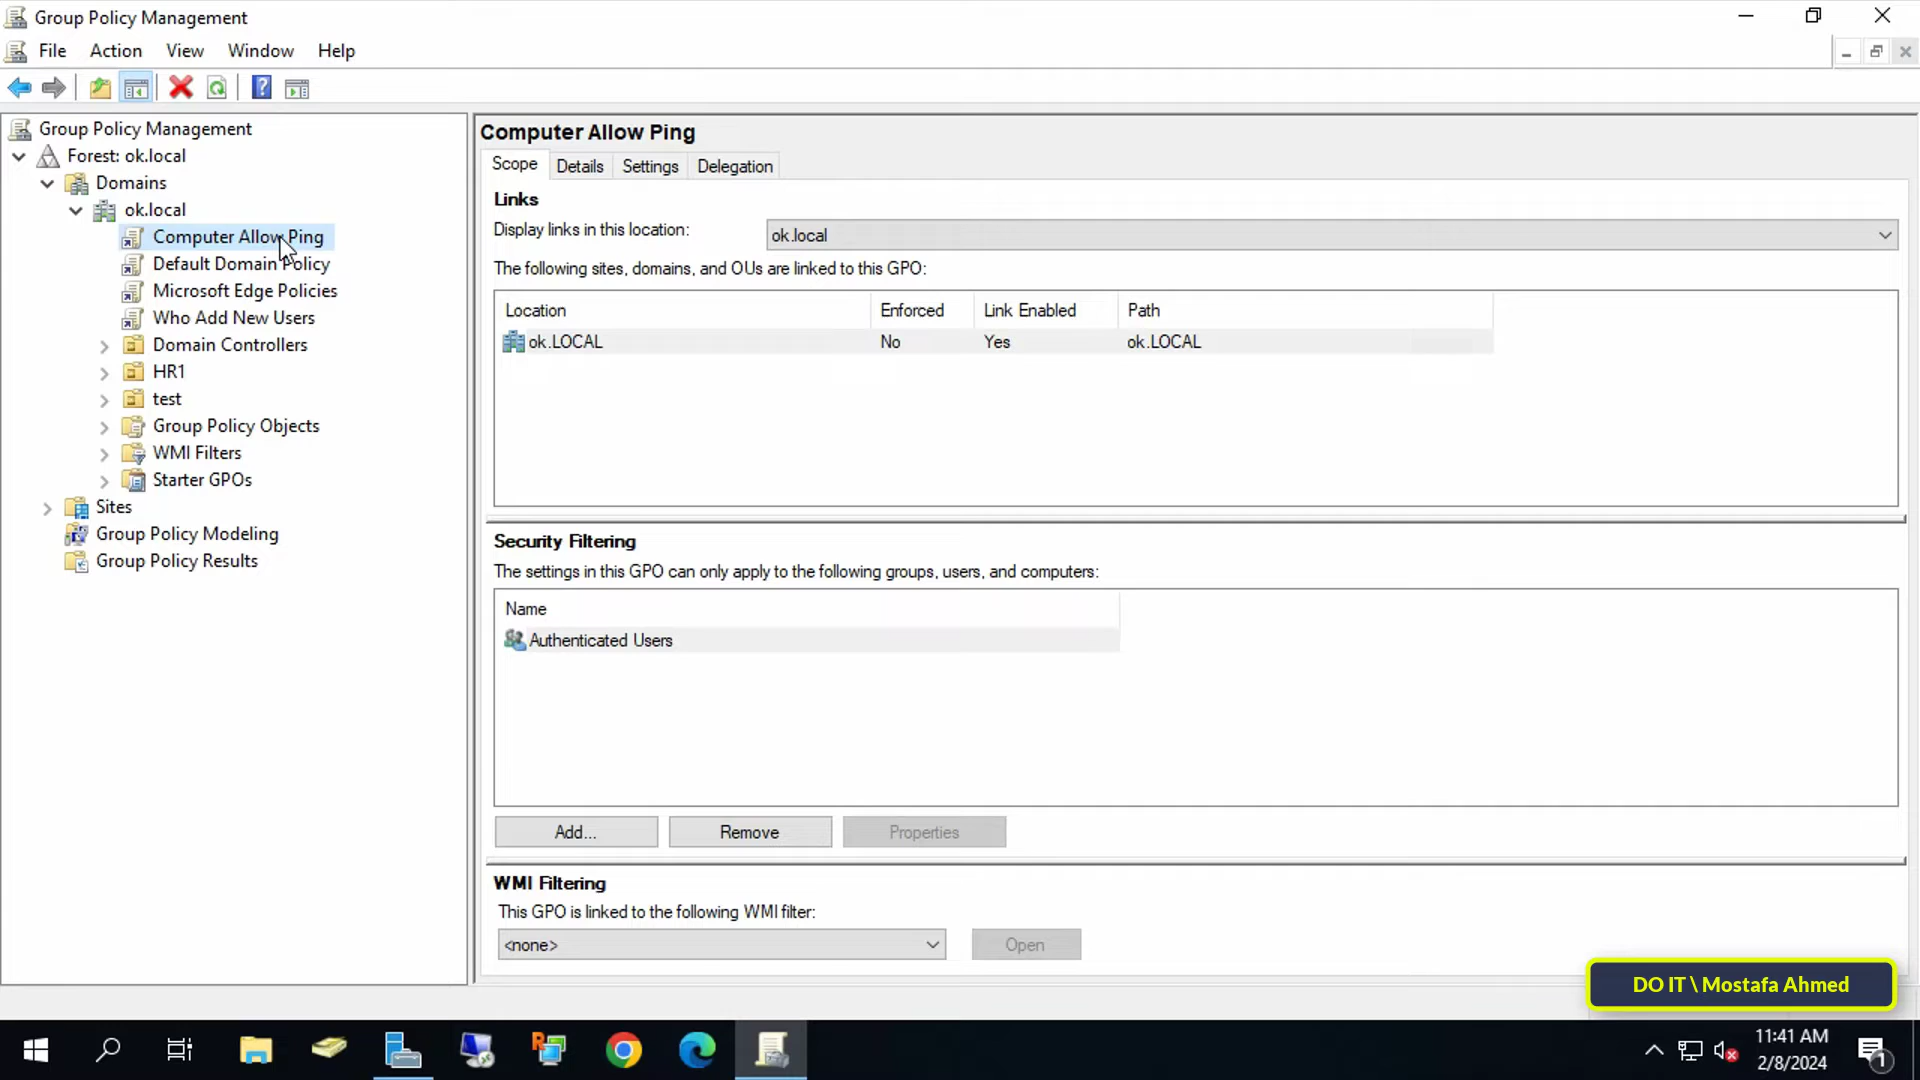 Group Policy Management
File Action View Window Help
Group Policy Management
Forest: ok.local
Domains
ok.local
Computer Allow Ping
Default Domain Policy
Microsoft Edge Policies
Who Add New Users
Domain Controllers
HR1
test
Group Policy Objects
WMI Filters
Starter GPOs
Sites
Group Policy Modeling
Group Policy Results
Computer Allow Ping
Scope Details Settings Delegation
Links
Display links in this location: ok.local
The following sites, domains, and OUs are linked to this GPO:
Location Enforced Link Enabled Path
ok.LOCAL No Yes ok.LOCAL
Security Filtering
The settings in this GPO can only apply to the following groups, users, and computers:
Name
Authenticated Users
Add... Remove Properties
WMI Filtering
This GPO is linked to the following WMI filter:
<none> Open
DO IT \ Mostafa Ahmed
11:41 AM
2/8/2024
1